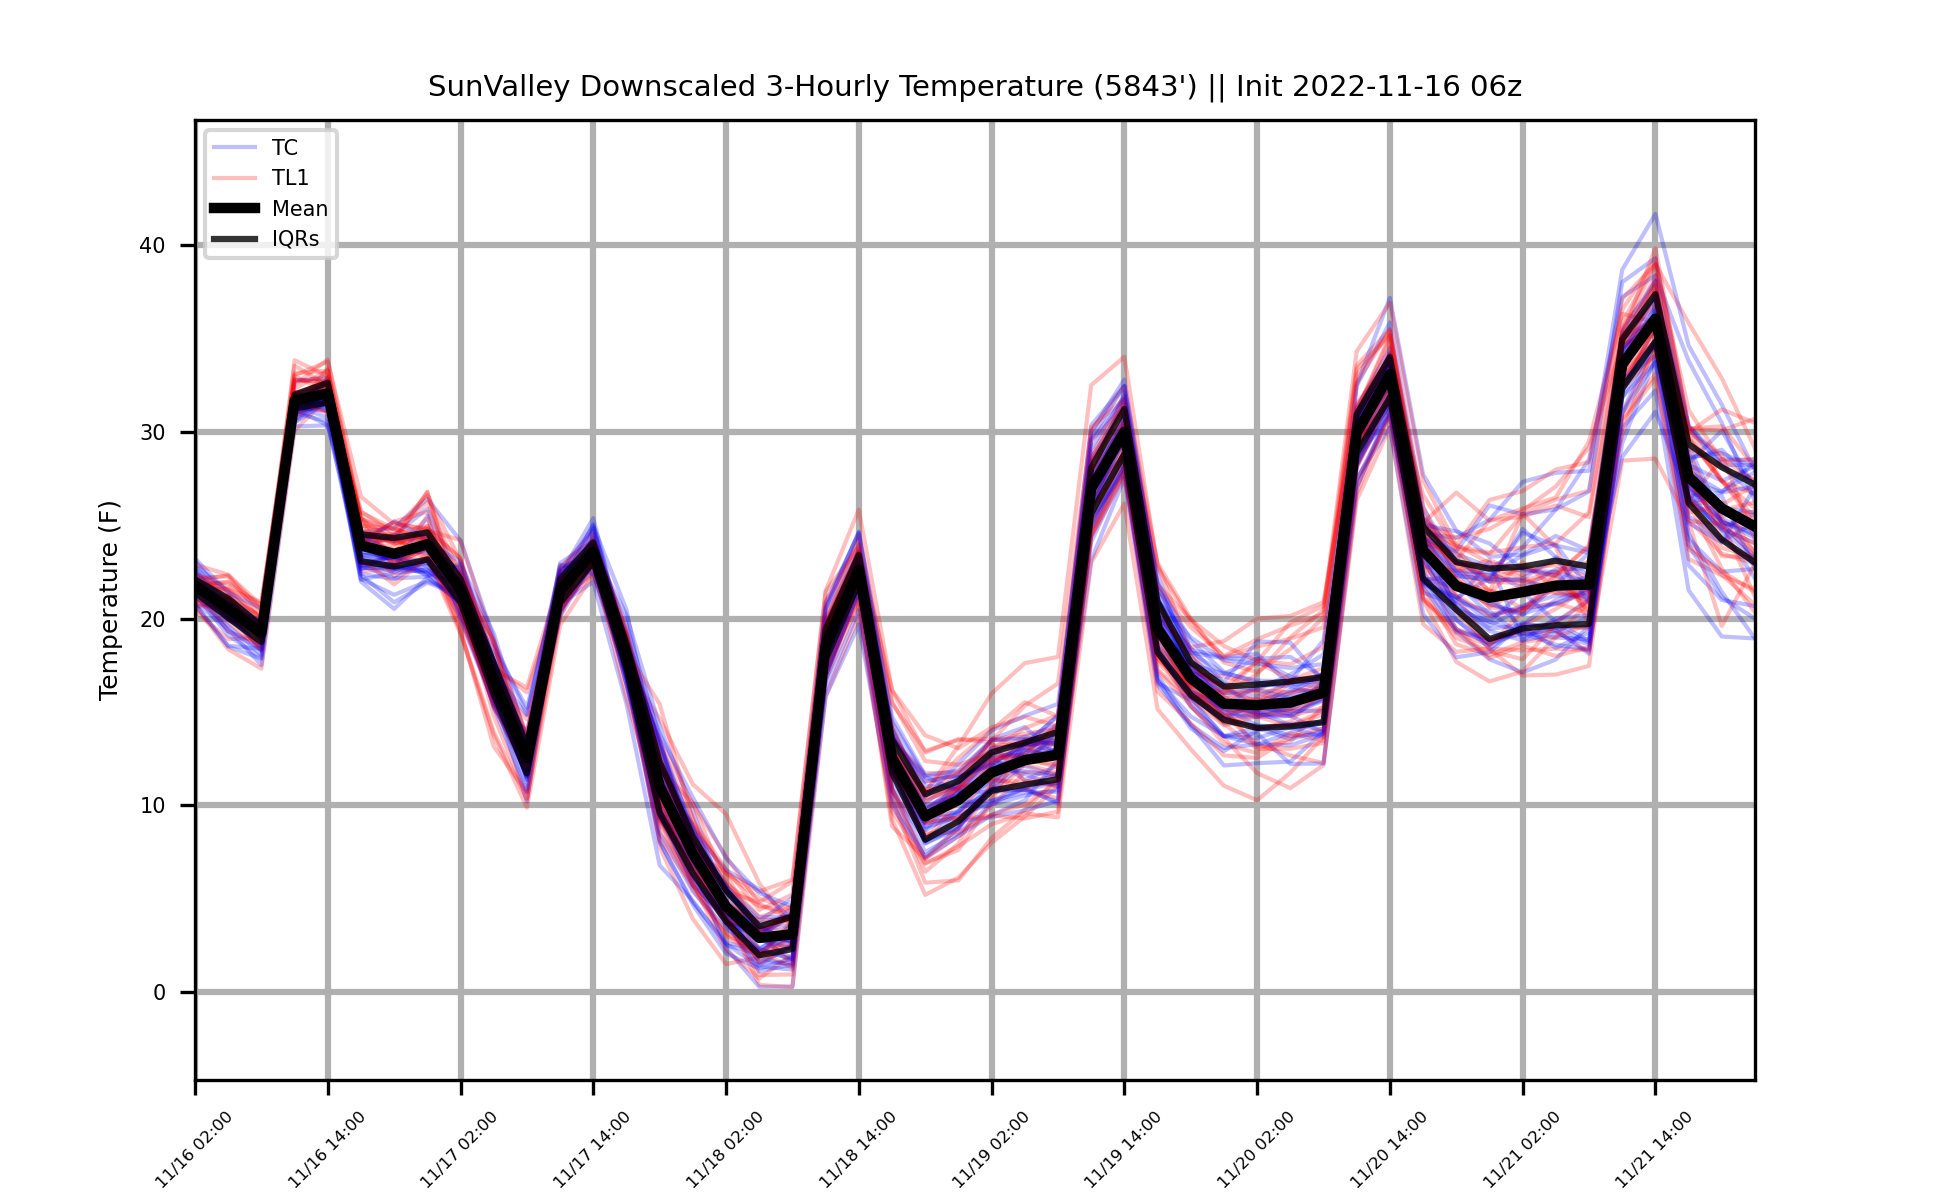 SunValley Downscaled 3-Hourly Temperature (5843') || Init 2022-11-16 06z
TC
TL1
Mean
IQRs
Temperature (F)
40
30
20
10
0
11/16 02:00
11/16 14:00
11/17 02:00
11/17 14:00
11/18 02:00
11/18 14:00
11/19 02:00
11/19 14:00
11/20 02:00
11/20 14:00
11/21 02:00
11/21 14:00